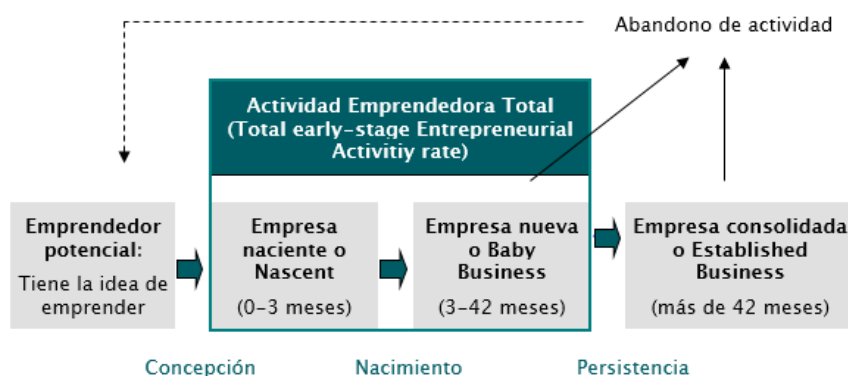 Abandono de actividad
Actividad Emprendedora Total
(Total early-stage Entrepreneurial
Activitiy rate)
Emprendedor
potencial:
Tiene la idea de
emprender
Empresa
naciente o
Nascent
(0-3 meses)
Empresa nueva
o Baby
Business
(3-42 meses)
Empresa consolidada
o Established
Business
(más de 42 meses)
Concepción
Nacimiento
Persistencia